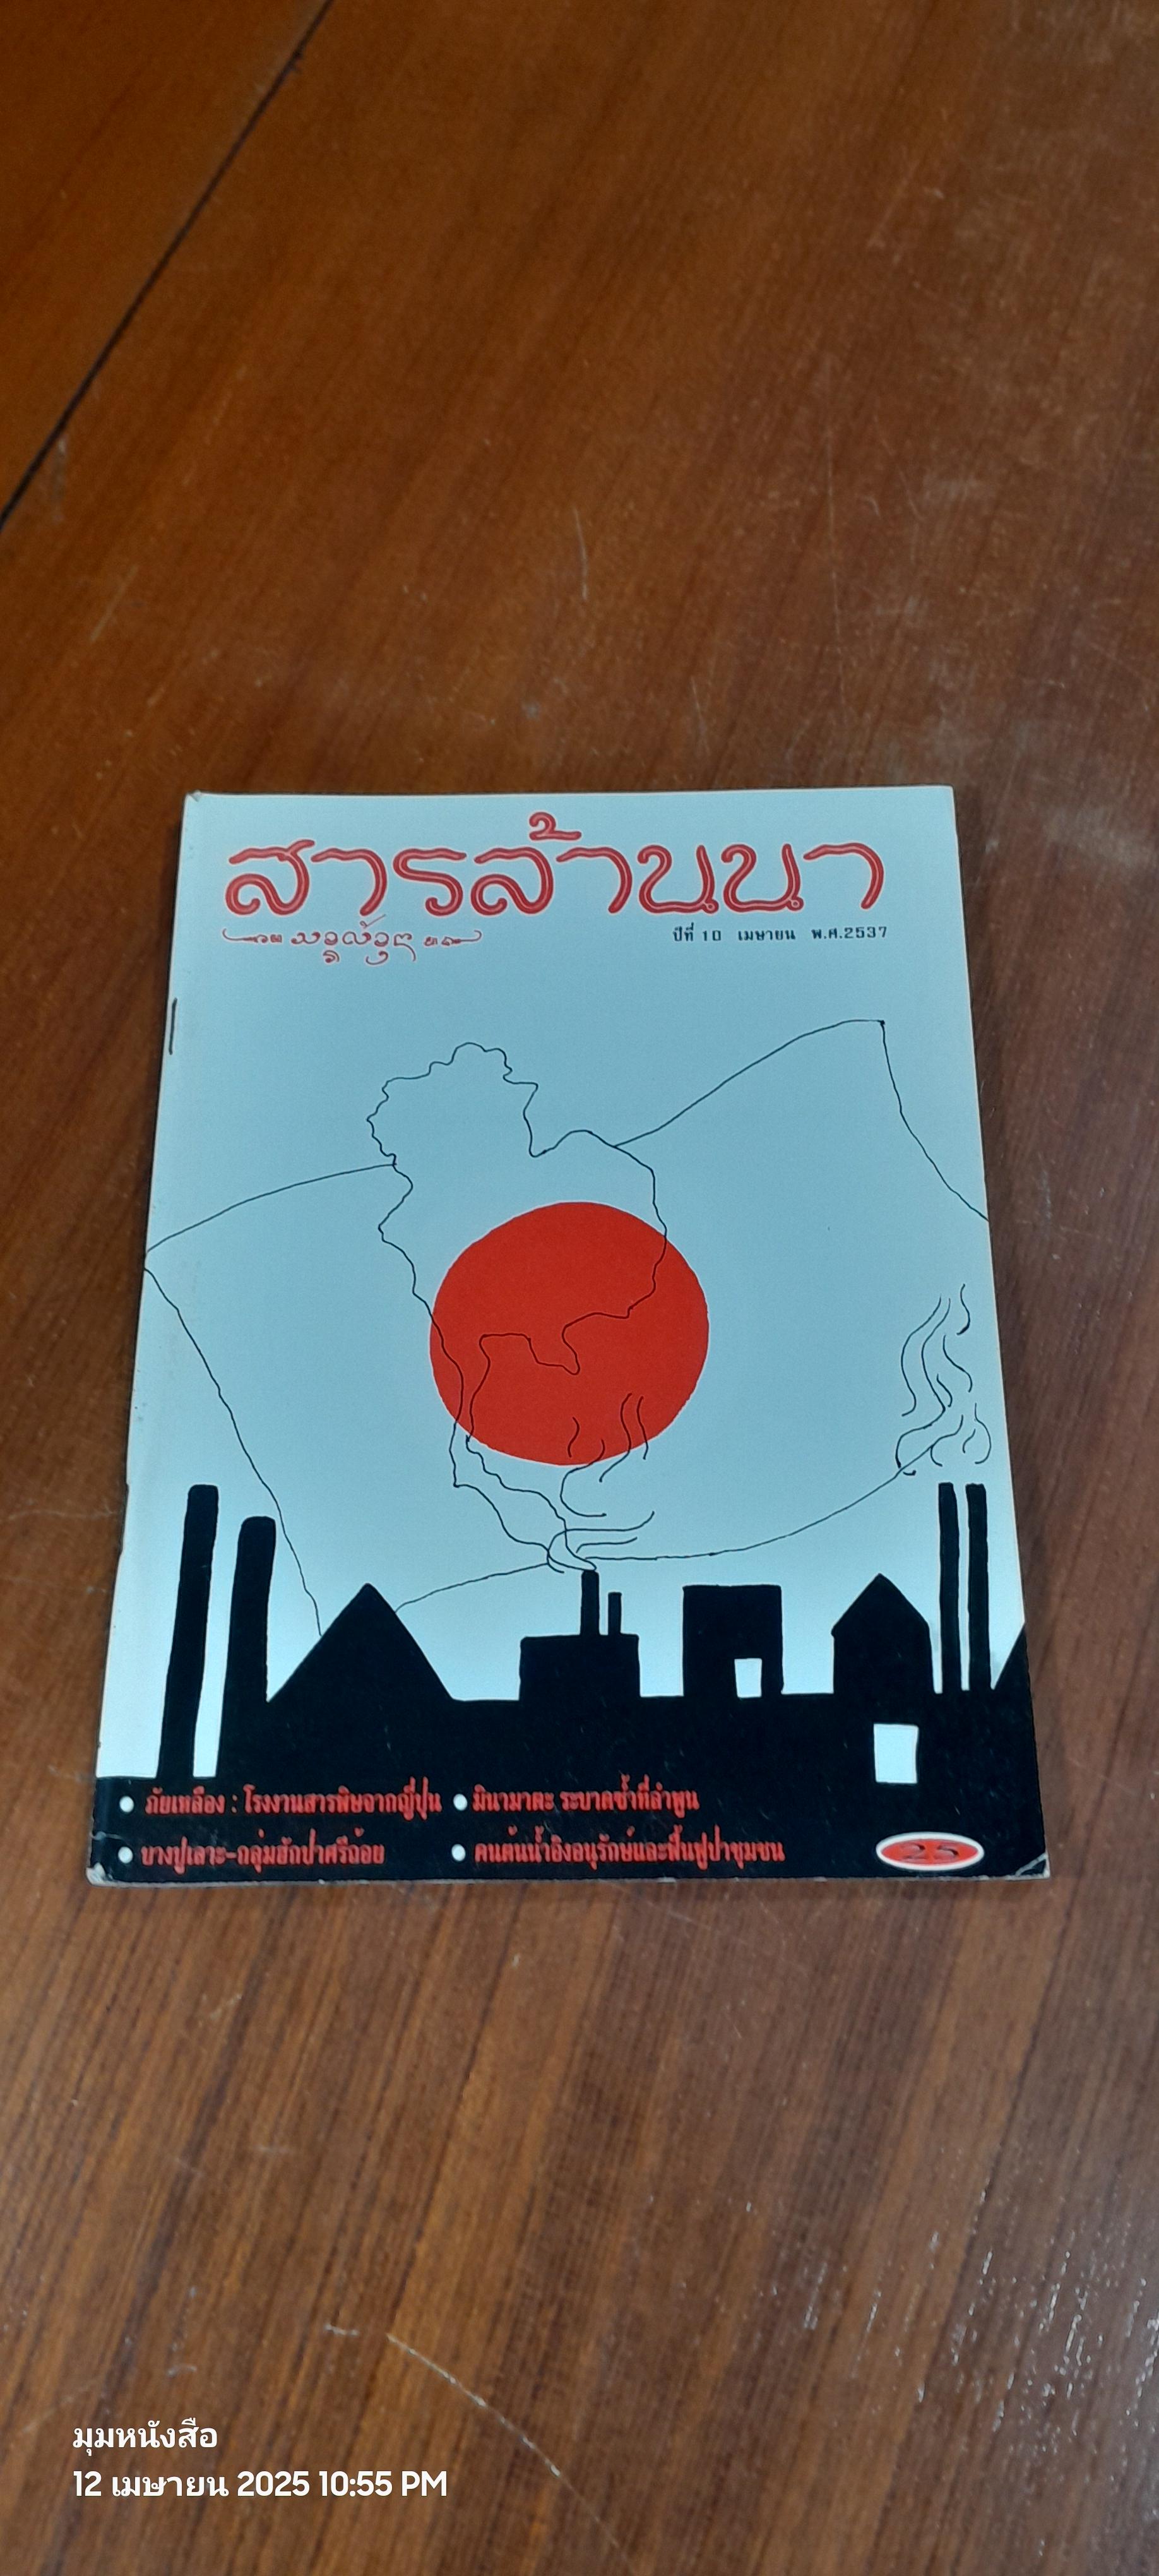 สารล้านนา
ปีที่ 10 เมษายน พ.ศ.2537
ภัยเหลือง : โรงงานสารพิษจากญี่ปุ่น
มินามาตะ ระบาดซ้ำที่ลำพูน
บางปูเลาะ-กลุ่มฮักป่าศรีถ้อย
คนต้นน้ำอิงอนุรักษ์และฟื้นฟูป่าชุมชน
25
มุมหนังสือ
12 เมษายน 2025 10:55 PM